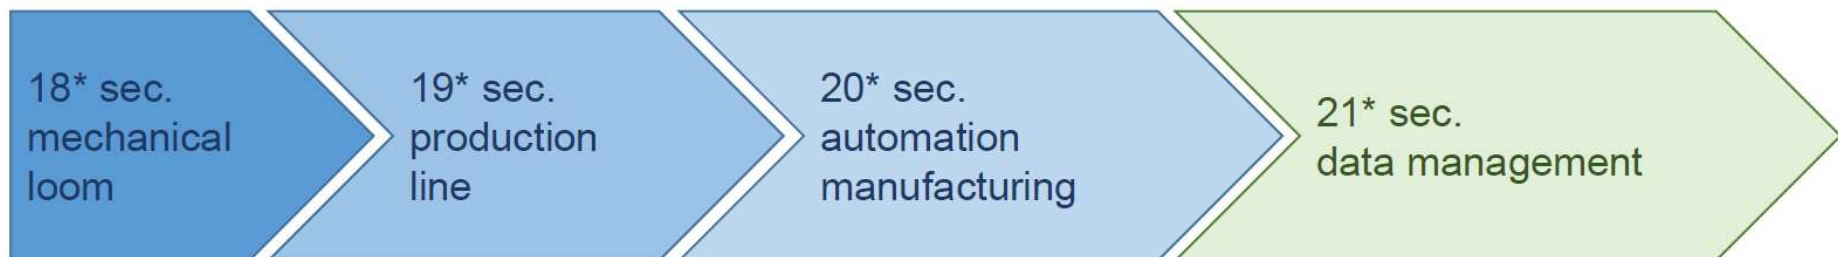 18* sec.
mechanical
loom
19* sec.
production
line
20* sec.
automation
manufacturing
21* sec.
data management